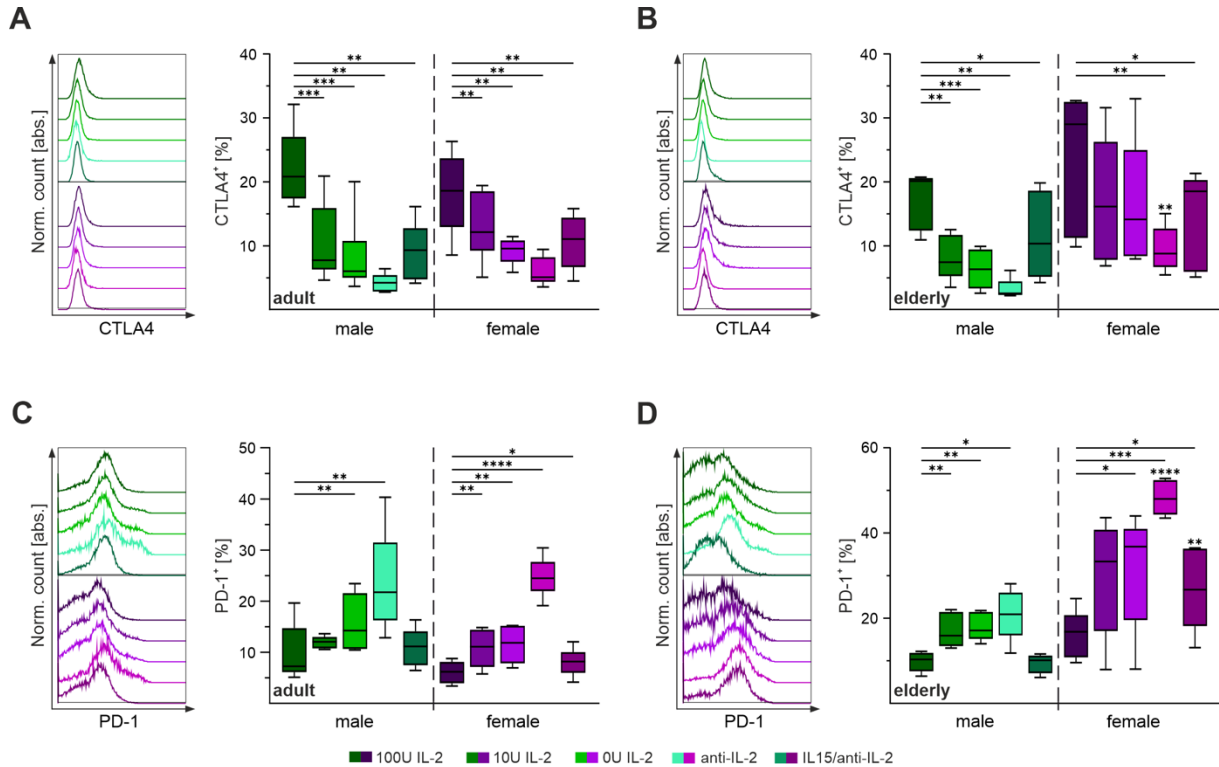 A
Norm. count [abs.]
CTLA4
CTLA4⁺ [%]
40
30
20
10
** 
**
**
***
***
**
**
**
**
adult
male
female
B
Norm. count [abs.]
CTLA4
CTLA4⁺ [%]
40
30
20
10
*
**
***
**
*
**
**
elderly
male
female
C
Norm. count [abs.]
PD-1
PD-1⁺ [%]
50
40
30
20
10
**
**
*
****
**
**
adult
male
female
D
Norm. count [abs.]
PD-1
PD-1⁺ [%]
60
40
20
*
**
**
*
***
*
****
**
elderly
male
female
100U IL-2 10U IL-2 0U IL-2 anti-IL-2 IL15/anti-IL-2